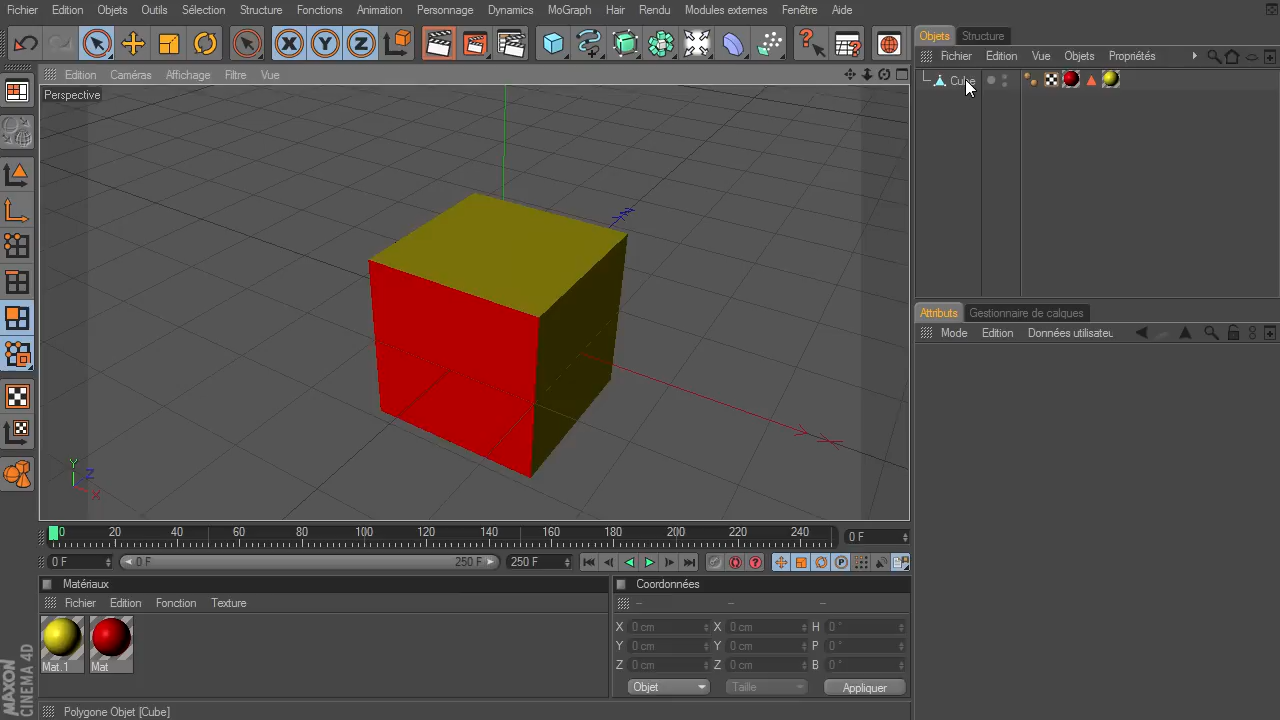 Fichier Edition Objets Outils Sélection Structure Fonctions Animation Personnage Dynamics MoGraph Hair Rendu Modules externes Fenêtre Aide
Objets Structure
Fichier Edition Vue Objets Propriétés
Cube
Edition Caméras Affichage Filtre Vue
Perspective
Y
Z
X
Attributs Gestionnaire de calques
Mode Edition Données utilisateu
0 20 40 60 80 100 120 140 160 180 200 220 240
0 F
0 F
0 F
250 F
250 F
Matériaux
Fichier Edition Fonction Texture
Mat.1
Mat
Coordonnées
-- -- --
X 0 cm X 0 cm H 0 °
Y 0 cm Y 0 cm P 0 °
Z 0 cm Z 0 cm B 0 °
Objet Taille Appliquer
MAXON
CINEMA 4D
Polygone Objet [Cube]